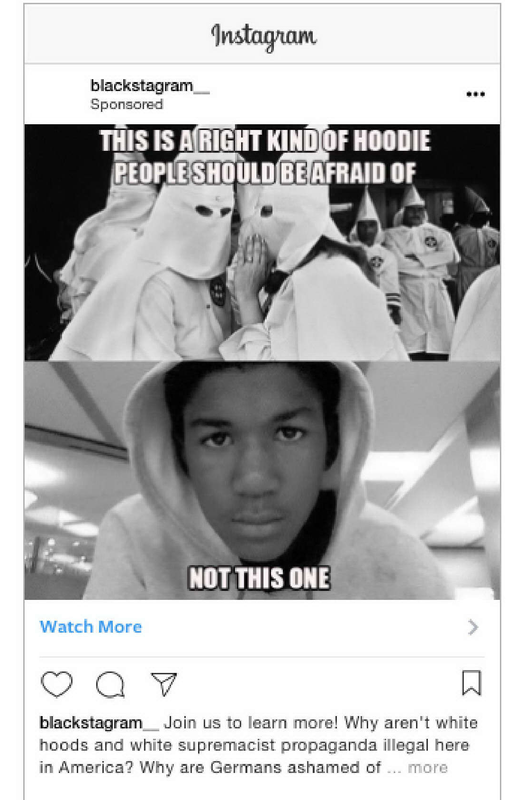 Instagram
blackstagram__
Sponsored
THIS IS A RIGHT KIND OF HOODIE
PEOPLE SHOULD BE AFRAID OF
NOT THIS ONE
Watch More
blackstagram__ Join us to learn more! Why aren't white
hoods and white supremacist propaganda illegal here
in America? Why are Germans ashamed of ... more